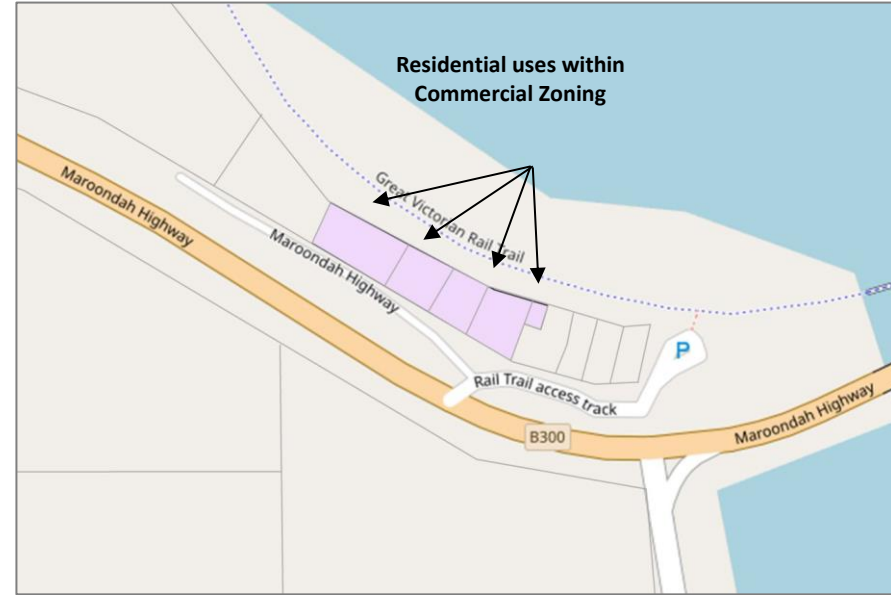 Residential uses within
Commercial Zoning
Great Victorian Rail Trail
Maroondah Highway
Maroondah Highway
P
Rail Trail access track
B300
Maroondah Highway